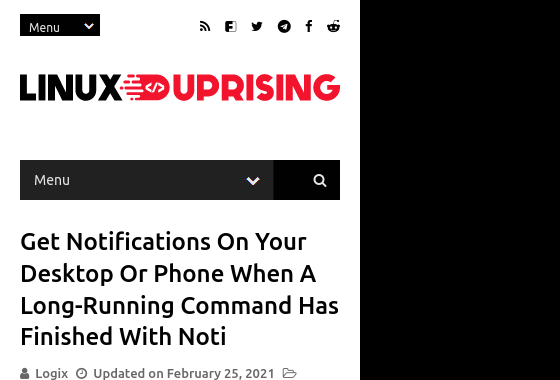 Menu
LINUX </> UPRISING
Menu
Get Notifications On Your
Desktop Or Phone When A
Long-Running Command Has
Finished With Noti
Logix Updated on February 25, 2021